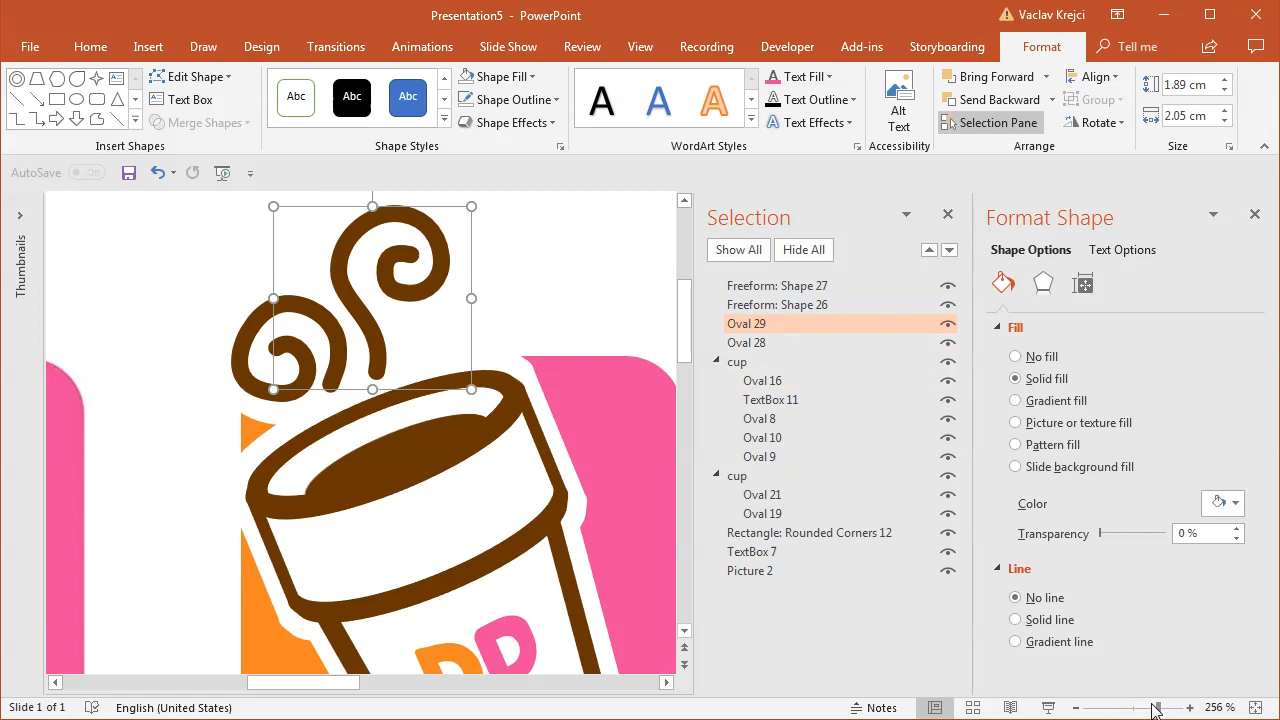 Presentation5 - PowerPoint
Vaclav Krejci
File Home Insert Draw Design Transitions Animations Slide Show Review View Recording Developer Add-ins Storyboarding Format Tell me
Edit Shape
Text Box
Merge Shapes
Insert Shapes
Abc Abc Abc
Shape Fill
Shape Outline
Shape Effects
Shape Styles
A A A
Text Fill
Text Outline
Text Effects
WordArt Styles
Alt
Text
Accessibility
Bring Forward
Send Backward
Selection Pane
Align
Group
Rotate
Arrange
1.89 cm
2.05 cm
Size
AutoSave Off
Thumbnails
D D
Selection
Show All Hide All
Freeform: Shape 27
Freeform: Shape 26
Oval 29
Oval 28
cup
Oval 16
TextBox 11
Oval 8
Oval 10
Oval 9
cup
Oval 21
Oval 19
Rectangle: Rounded Corners 12
TextBox 7
Picture 2
Format Shape
Shape Options Text Options
Fill
No fill
Solid fill
Gradient fill
Picture or texture fill
Pattern fill
Slide background fill
Color
Transparency 0 %
Line
No line
Solid line
Gradient line
Slide 1 of 1 English (United States) Notes 256 %